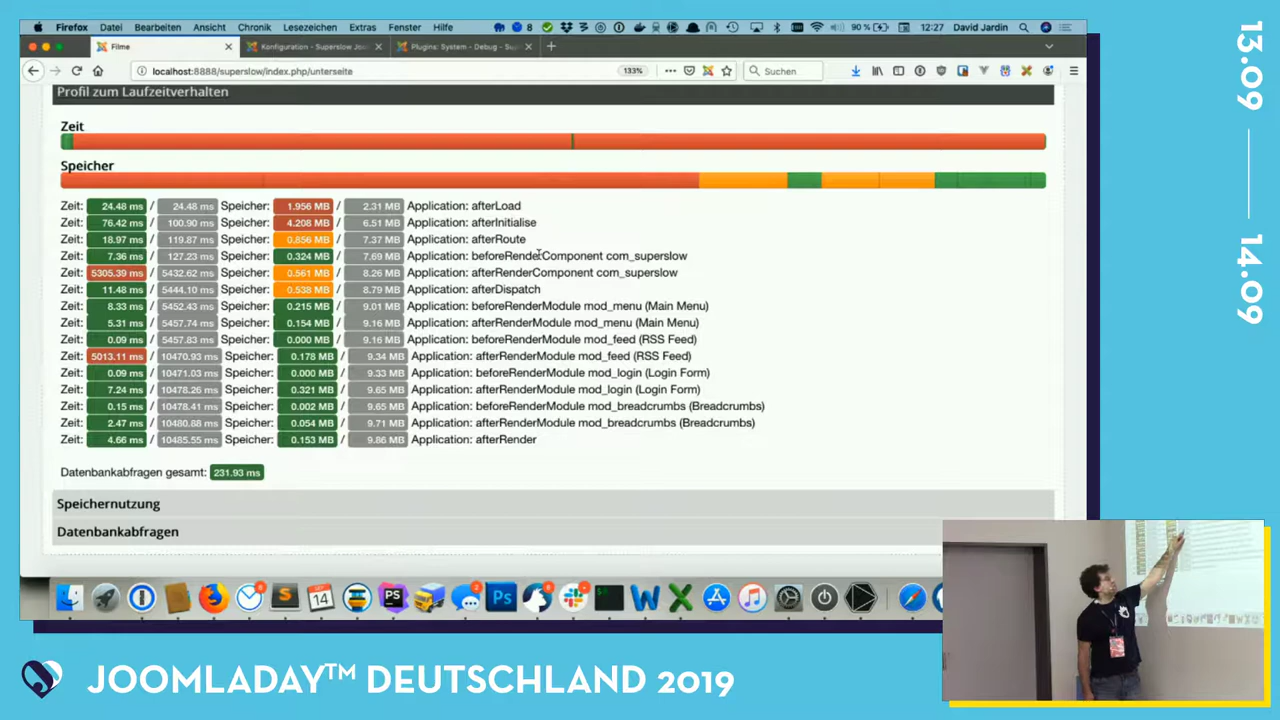 Firefox Datei Bearbeiten Ansicht Chronik Lesezeichen Extras Fenster Hilfe 8 90 % 12:27 David Jardin
Filme Konfiguration - Superslow Joo Plugins: System - Debug - Su
localhost:8888/superslow/index.php/unterseite 133% Suchen
Profil zum Laufzeitverhalten
Zeit
Speicher
Zeit: 24.48 ms / 24.48 ms Speicher: 1.956 MB / 2.31 MB Application: afterLoad
Zeit: 76.42 ms / 100.90 ms Speicher: 4.208 MB / 6.51 MB Application: afterInitialise
Zeit: 18.97 ms / 119.87 ms Speicher: 0.856 MB / 7.37 MB Application: afterRoute
Zeit: 7.36 ms / 127.23 ms Speicher: 0.324 MB / 7.69 MB Application: beforeRenderComponent com_superslow
Zeit: 5305.39 ms / 5432.62 ms Speicher: 0.561 MB / 8.26 MB Application: afterRenderComponent com_superslow
Zeit: 11.48 ms / 5444.10 ms Speicher: 0.538 MB / 8.79 MB Application: afterDispatch
Zeit: 8.33 ms / 5452.43 ms Speicher: 0.215 MB / 9.01 MB Application: beforeRenderModule mod_menu (Main Menu)
Zeit: 5.31 ms / 5457.74 ms Speicher: 0.154 MB / 9.16 MB Application: afterRenderModule mod_menu (Main Menu)
Zeit: 0.09 ms / 5457.83 ms Speicher: 0.000 MB / 9.16 MB Application: beforeRenderModule mod_feed (RSS Feed)
Zeit: 5013.11 ms / 10470.93 ms Speicher: 0.178 MB / 9.34 MB Application: afterRenderModule mod_feed (RSS Feed)
Zeit: 0.09 ms / 10471.03 ms Speicher: 0.000 MB / 9.33 MB Application: beforeRenderModule mod_login (Login Form)
Zeit: 7.24 ms / 10478.26 ms Speicher: 0.321 MB / 9.65 MB Application: afterRenderModule mod_login (Login Form)
Zeit: 0.15 ms / 10478.41 ms Speicher: 0.002 MB / 9.65 MB Application: beforeRenderModule mod_breadcrumbs (Breadcrumbs)
Zeit: 2.47 ms / 10480.88 ms Speicher: 0.054 MB / 9.71 MB Application: afterRenderModule mod_breadcrumbs (Breadcrumbs)
Zeit: 4.66 ms / 10485.55 ms Speicher: 0.153 MB / 9.86 MB Application: afterRender
Datenbankabfragen gesamt: 231.93 ms
Speichernutzung
Datenbankabfragen
14
PS
Ps
JOOMLADAY™ DEUTSCHLAND 2019
13.09
14.09